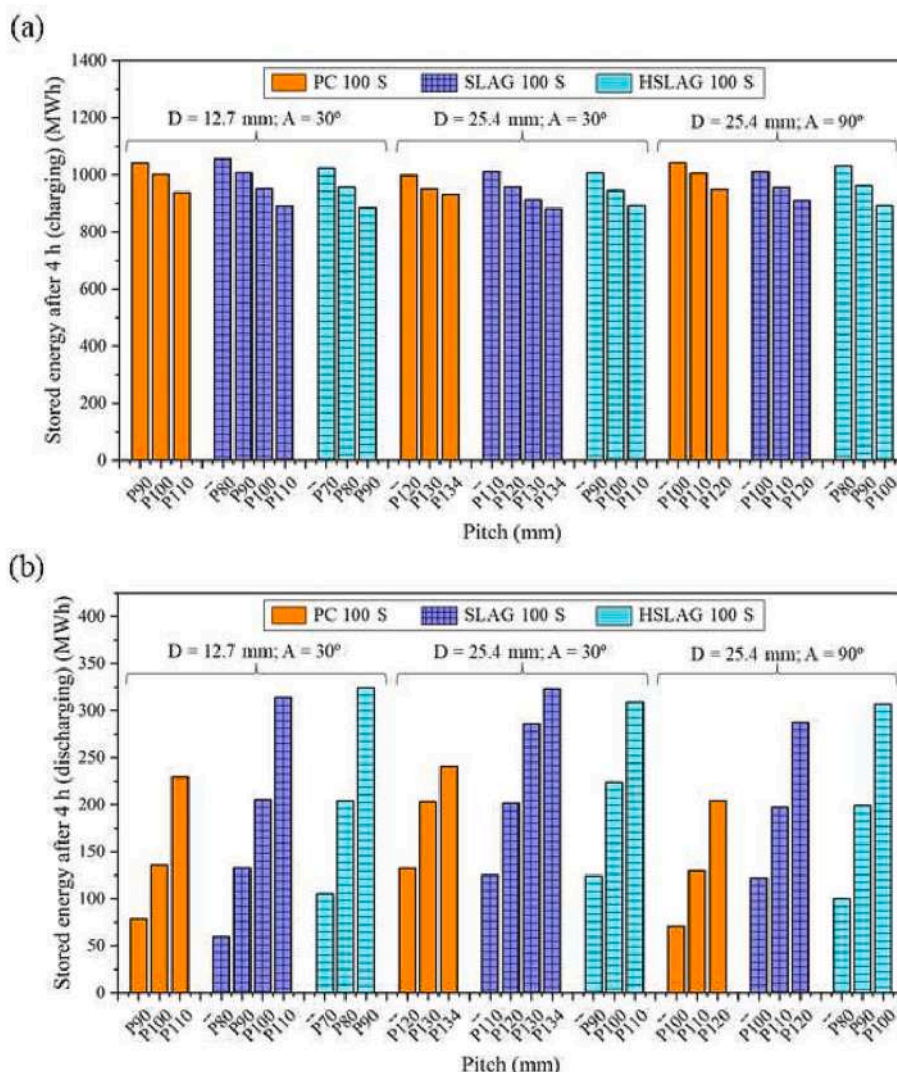 (a)
Stored energy after 4 h (charging) (MWh)
1400
1200
1000
800
600
400
200
0
PC 100 S SLAG 100 S HSLAG 100 S
D = 12.7 mm; A = 30º D = 25.4 mm; A = 30º D = 25.4 mm; A = 90º
P90 P100 P110 -- P80 P90 P100 P110 -- P70 P80 P90 -- P120 P130 P134 -- P110 P120 P130 P134 -- P90 P100 P110 -- P100 P110 P120 -- P100 P110 P120 -- P80 P90 P100
Pitch (mm)
(b)
Stored energy after 4 h (discharging) (MWh)
400
350
300
250
200
150
100
50
0
PC 100 S SLAG 100 S HSLAG 100 S
D = 12.7 mm; A = 30º D = 25.4 mm; A = 30º D = 25.4 mm; A = 90º
P90 P100 P110 -- P80 P90 P100 P110 -- P70 P80 P90 -- P120 P130 P134 -- P110 P120 P130 P134 -- P90 P100 P110 -- P100 P110 P120 -- P100 P110 P120 -- P80 P90 P100
Pitch (mm)